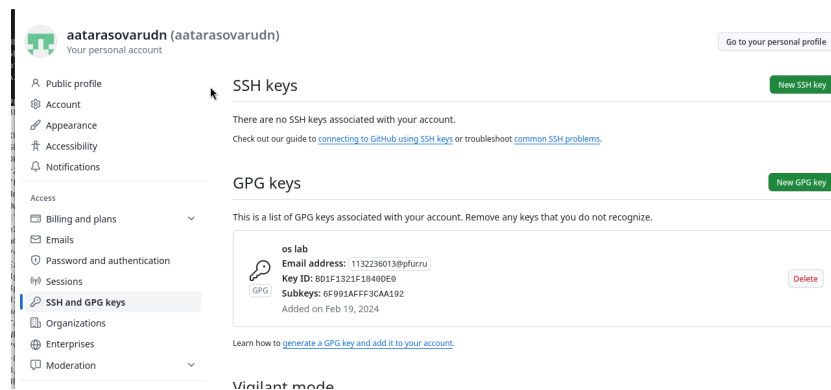 aatarasovarudn (aatarasovarudn)
Your personal account
Go to your personal profile
Public profile
Account
Appearance
Accessibility
Notifications
Access
Billing and plans
Emails
Password and authentication
Sessions
SSH and GPG keys
Organizations
Enterprises
Moderation
SSH keys
New SSH key
There are no SSH keys associated with your account.
Check out our guide to connecting to GitHub using SSH keys or troubleshoot common SSH problems.
GPG keys
New GPG key
This is a list of GPG keys associated with your account. Remove any keys that you do not recognize.
os lab
Email address: 1132236013@pfur.ru
Key ID: BD1F1321F1840DE0
GPG
Subkeys: 6F991AFFF3CAA192
Added on Feb 19, 2024
Delete
Learn how to generate a GPG key and add it to your account.
Vigilant mode